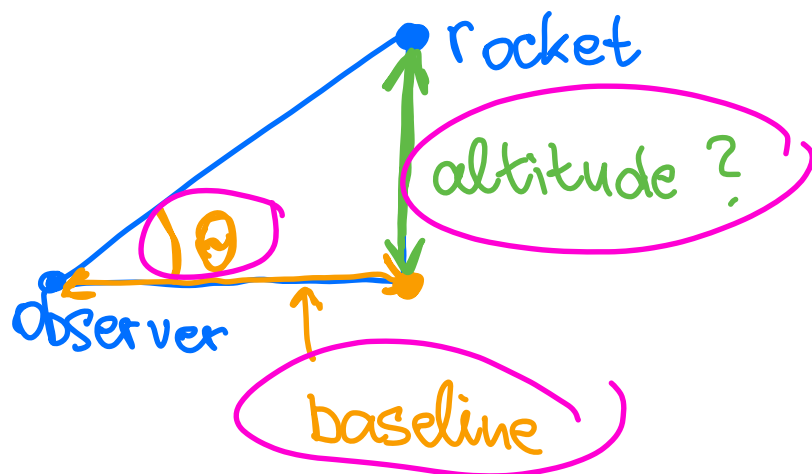 rocket
altitude ?
θ
observer
baseline